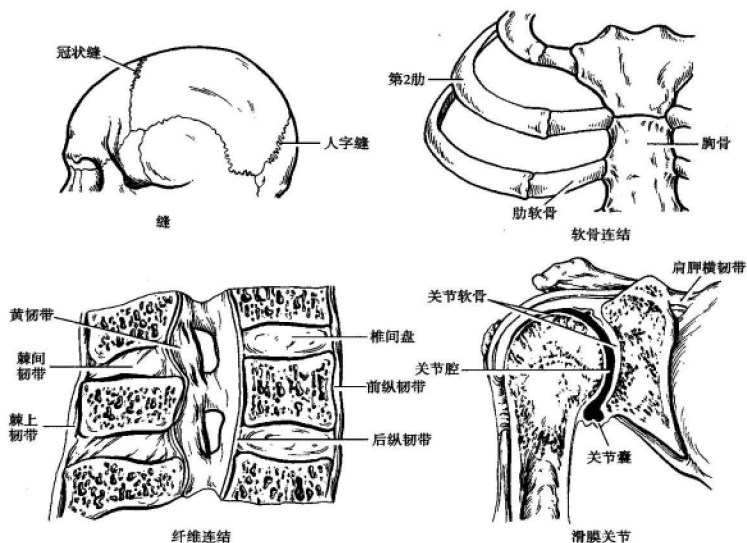 冠状缝
人字缝
缝
第2肋
胸骨
肋软骨
软骨连结
黄韧带
棘间
韧带
棘上
韧带
椎间盘
前纵韧带
后纵韧带
纤维连结
肩胛横韧带
关节软骨
关节腔
关节囊
滑膜关节